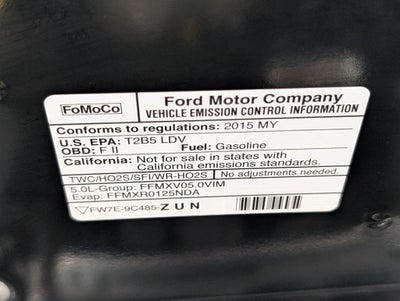 FoMoCo
Ford Motor Company
VEHICLE EMISSION CONTROL INFORMATION
Conforms to regulations: 2015 MY
U.S. EPA: T2B5 LDV
OBD: F II Fuel: Gasoline
California: Not for sale in states with
California emissions standards.
TWC/HO2S/SFI/WR-HO2S No adjustments needed.
5.0L-Group: FFMXV05.0VIM
Evap: FFMXR0125NDA
FW7E-9C485-ZUN